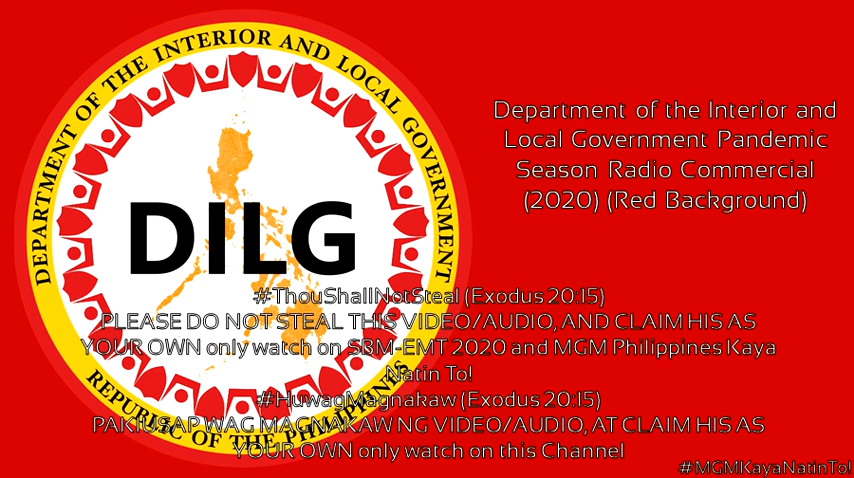 DEPARTMENT OF THE INTERIOR AND LOCAL GOVERNMENT
DILG
REPUBLIC OF THE PHILIPPINES
Department of the Interior and
Local Government Pandemic
Season Radio Commercial
(2020) (Red Background)
#ThouShallNotSteal (Exodus 20:15)
PLEASE DO NOT STEAL THIS VIDEO/AUDIO, AND CLAIM HIS AS
YOUR OWN only watch on SBM-EMT 2020 and MGM Philippines Kaya
Natin To!
#HuwagMagnakaw (Exodus 20:15)
PAKIUSAP WAG MAGNAKAW NG VIDEO/AUDIO, AT CLAIM HIS AS
YOUR OWN only watch on this Channel
#MGMKayaNatinTo!